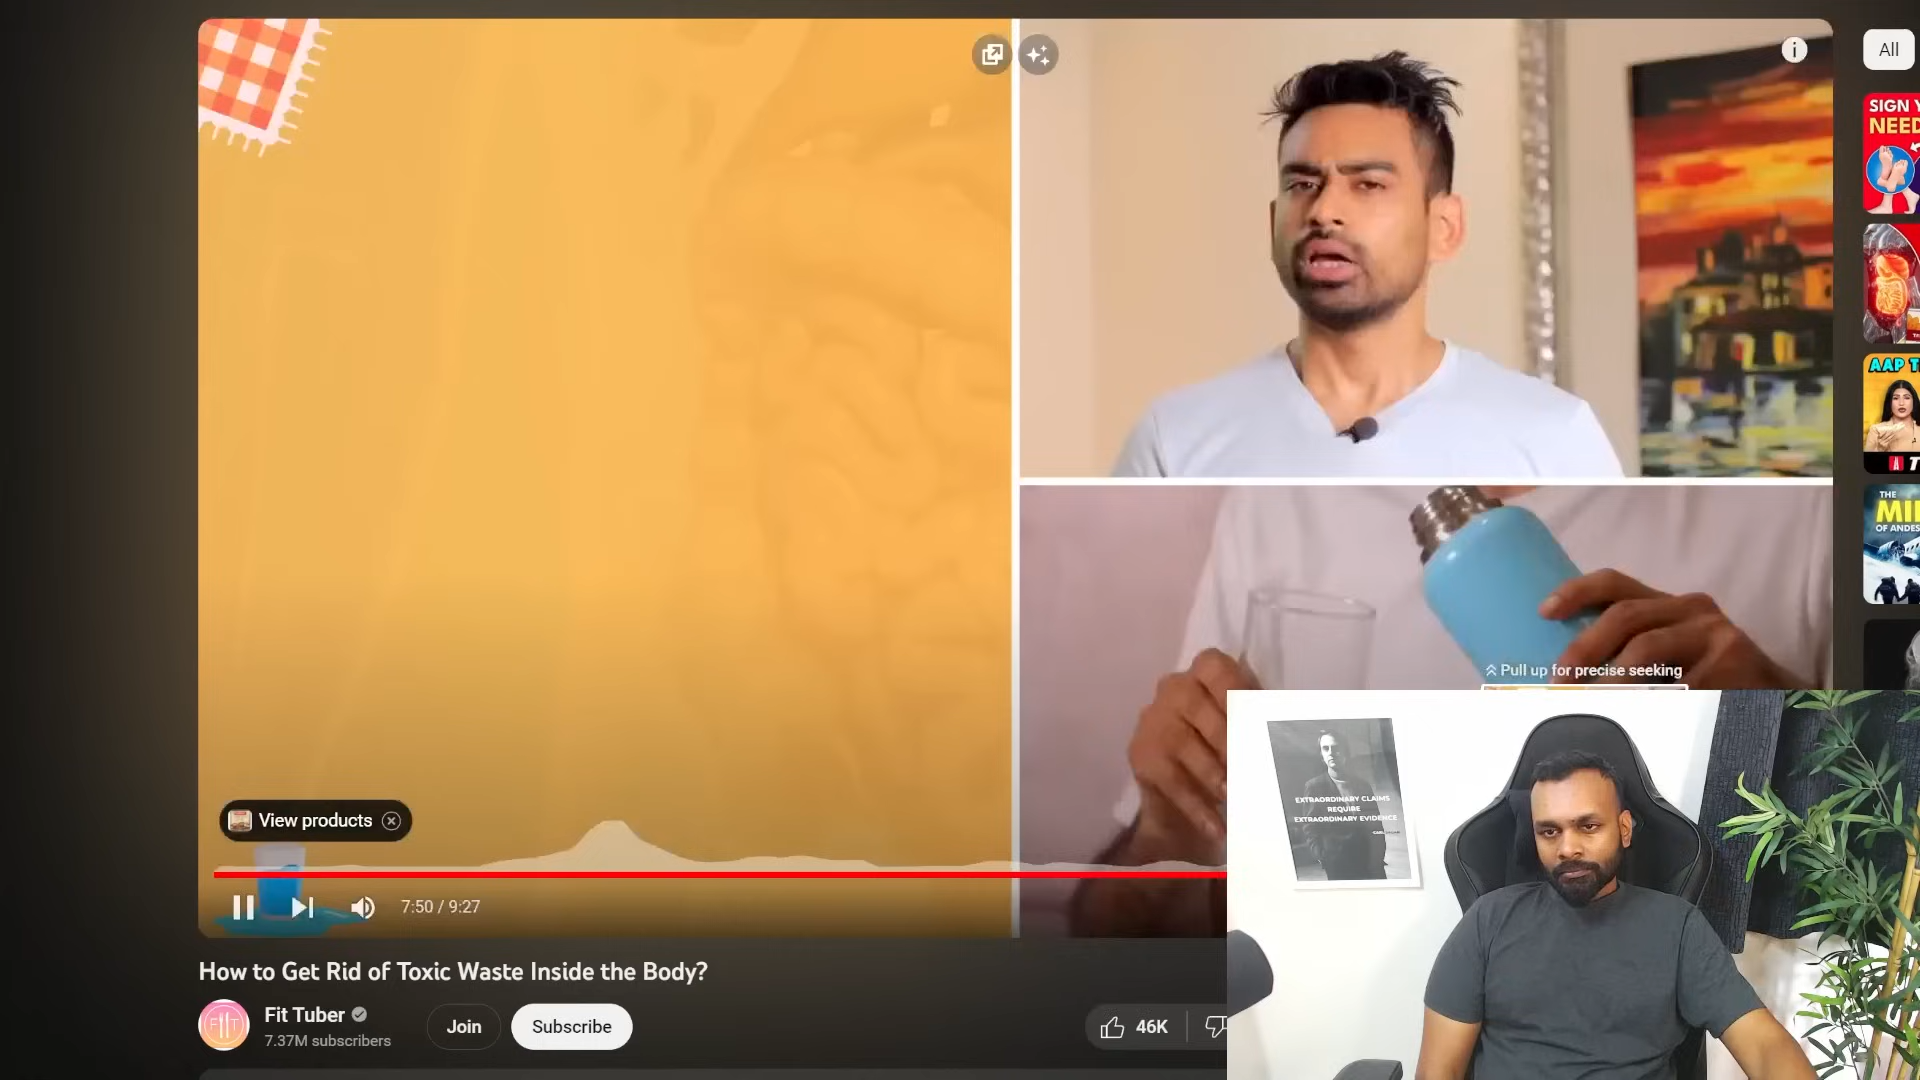 All
SIGN Y
NEED
AAP T
THE
MI
OF ANDES
Pull up for precise seeking
EXTRAORDINARY CLAIMS
REQUIRE
EXTRAORDINARY EVIDENCE
View products
7:50 / 9:27
How to Get Rid of Toxic Waste Inside the Body?
FIT
Fit Tuber
7.37M subscribers
Join
Subscribe
46K